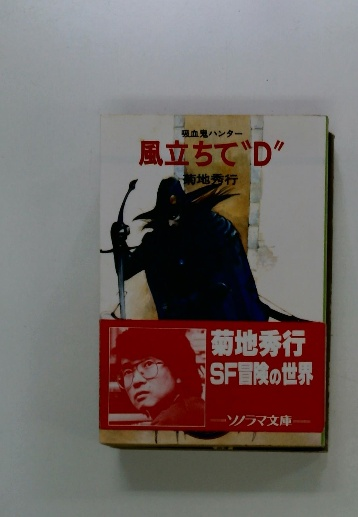 吸血鬼ハンター
風立ちて“D”
菊地秀行
菊地秀行
SF冒険の世界
ソノラマ文庫